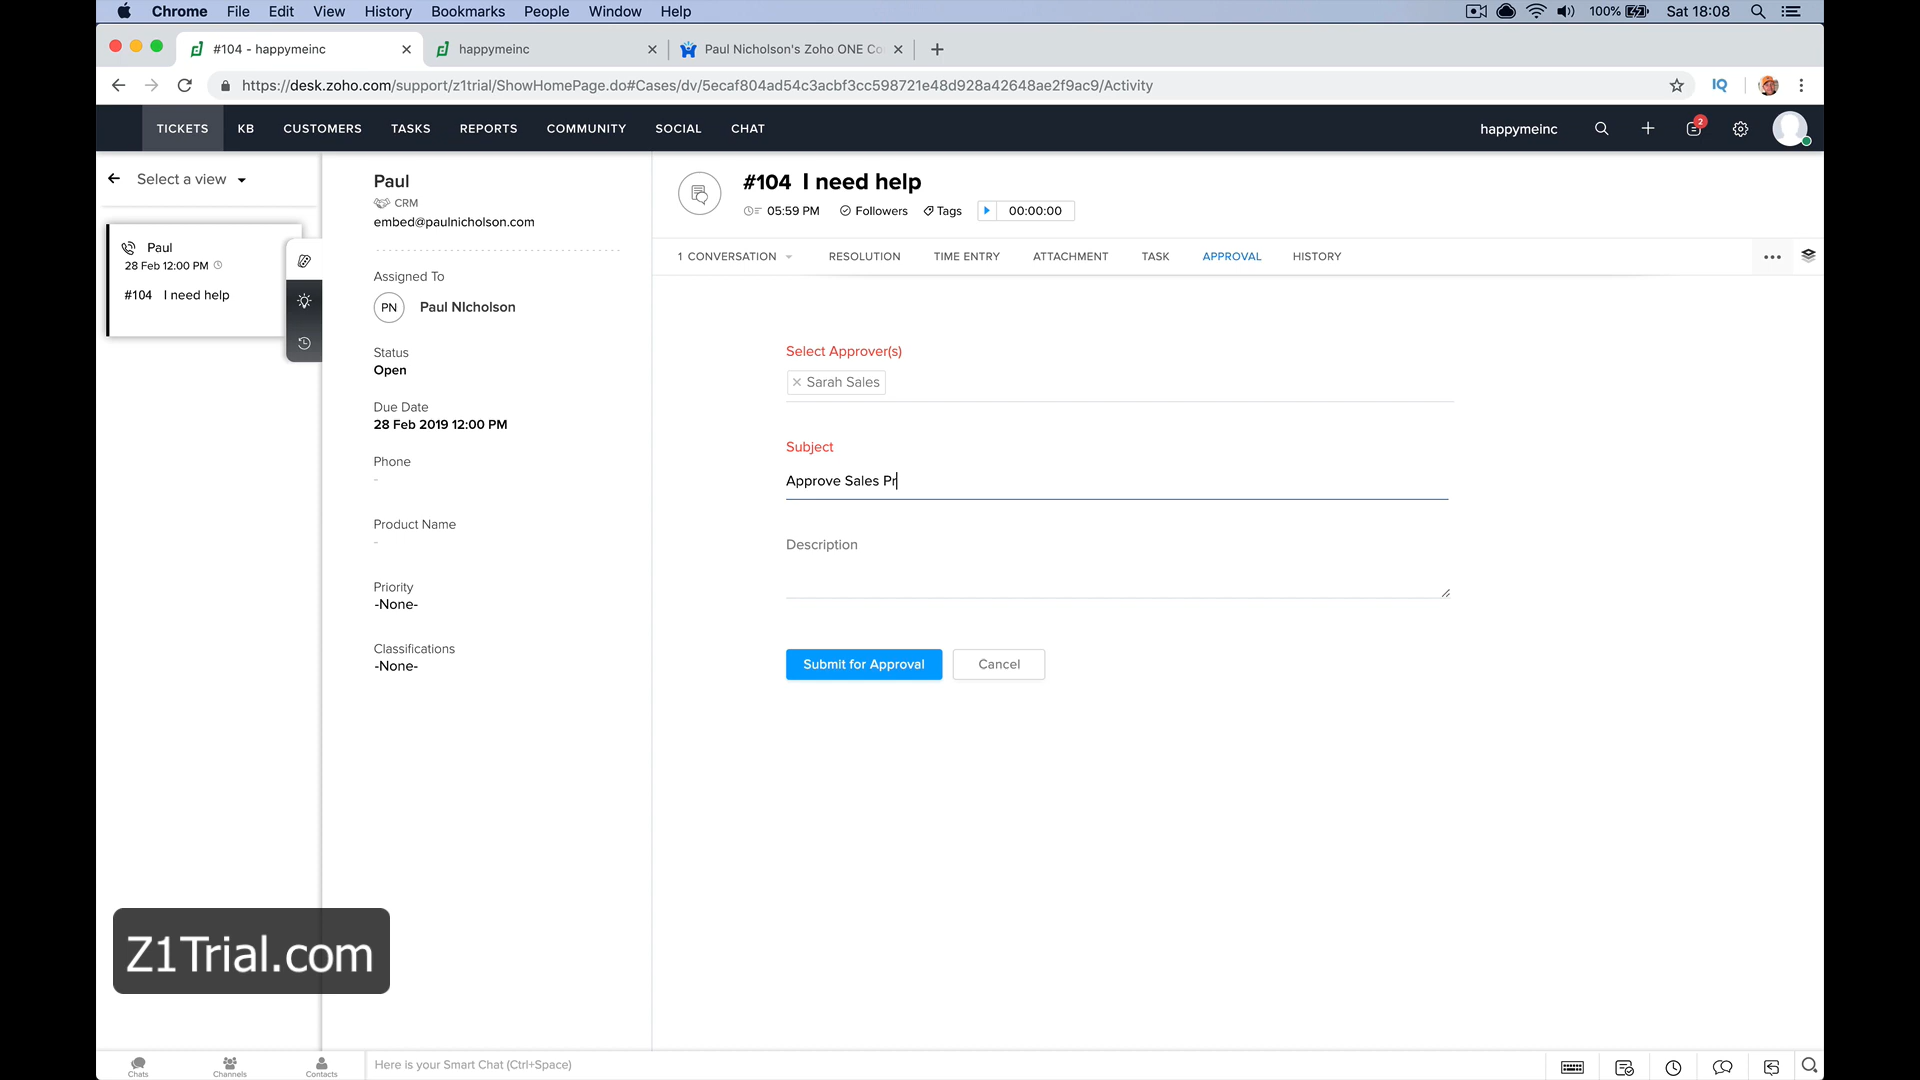 Chrome File Edit View History Bookmarks People Window Help 100% Sat 18:08
#104 - happymeinc
happymeinc
Paul Nicholson's Zoho ONE Co
https://desk.zoho.com/support/z1trial/ShowHomePage.do#Cases/dv/5ecaf804ad54c3acbf3cc598721e48d928a42648ae2f9ac9/Activity
IQ
TICKETS KB CUSTOMERS TASKS REPORTS COMMUNITY SOCIAL CHAT
happymeinc
2
Select a view
Paul
28 Feb 12:00 PM
#104 I need help
Paul
CRM
embed@paulnicholson.com
Assigned To
PN Paul NIcholson
Status
Open
Due Date
28 Feb 2019 12:00 PM
Phone
-
Product Name
-
Priority
-None-
Classifications
-None-
#104 I need help
05:59 PM Followers Tags 00:00:00
1 CONVERSATION RESOLUTION TIME ENTRY ATTACHMENT TASK APPROVAL HISTORY
Select Approver(s)
× Sarah Sales
Subject
Approve Sales Pr
Description
Submit for Approval Cancel
Z1Trial.com
Chats Channels Contacts
Here is your Smart Chat (Ctrl+Space)